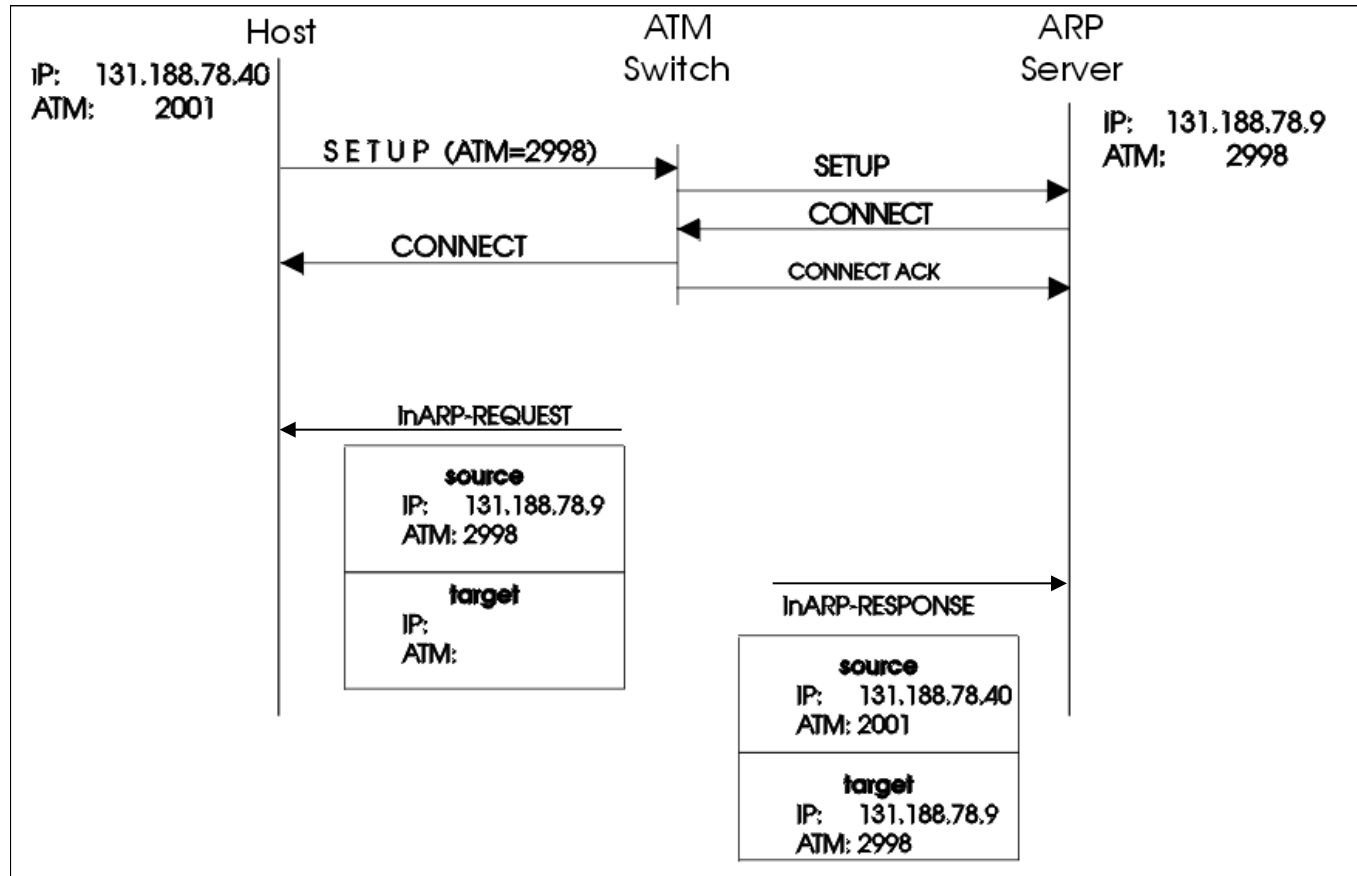 Host
ATM
Switch
ARP
Server
IP: 131.188.78.40
ATM: 2001
IP: 131.188.78.9
ATM: 2998
SETUP (ATM=2998)
SETUP
CONNECT
CONNECT
CONNECT ACK
InARP-REQUEST
source
IP: 131.188.78.9
ATM: 2998
target
IP:
ATM:
InARP-RESPONSE
source
IP: 131.188.78.40
ATM: 2001
target
IP: 131.188.78.9
ATM: 2998